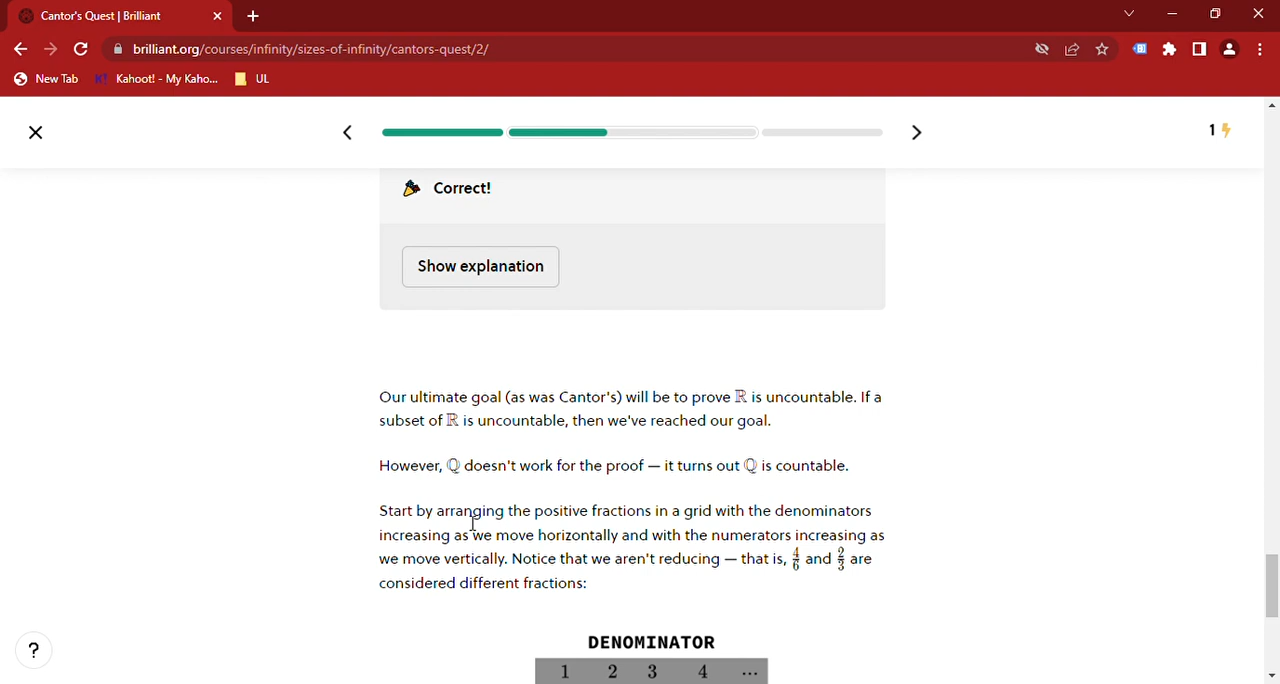 Cantor's Quest | Brilliant
brilliant.org/courses/infinity/sizes-of-infinity/cantors-quest/2/
New Tab Kahoot! - My Kaho... UL
1
Correct!
Show explanation
Our ultimate goal (as was Cantor's) will be to prove ℝ is uncountable. If a
subset of ℝ is uncountable, then we've reached our goal.
However, ℚ doesn't work for the proof — it turns out ℚ is countable.
Start by arranging the positive fractions in a grid with the denominators
increasing as we move horizontally and with the numerators increasing as
we move vertically. Notice that we aren't reducing — that is, 4/6 and 2/3 are
considered different fractions:
DENOMINATOR
1 2 3 4 ...
?